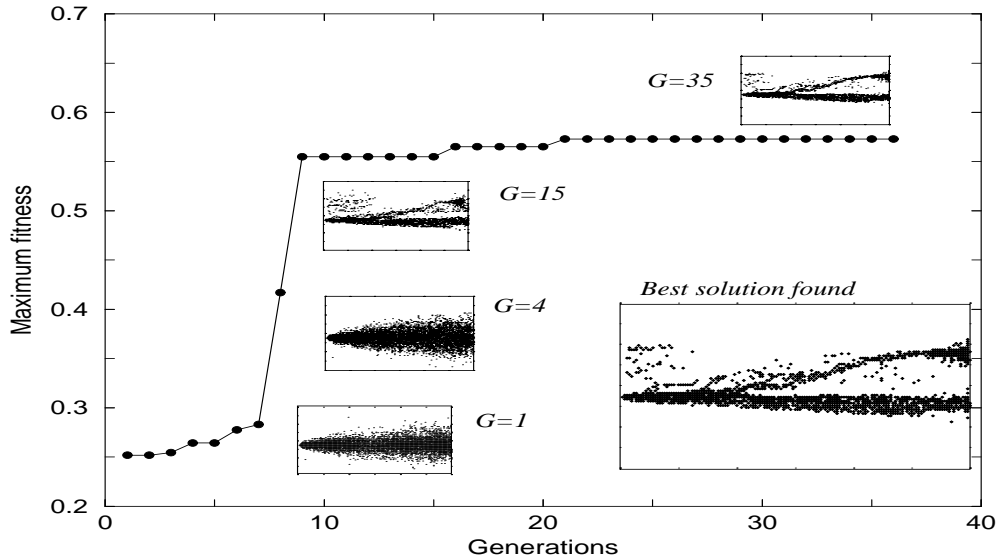 0.7
G=35
0.6
G=15
0.5
Maximum fitness
Best solution found
G=4
0.4
0.3
G=1
0.2
0
10
20
30
40
Generations